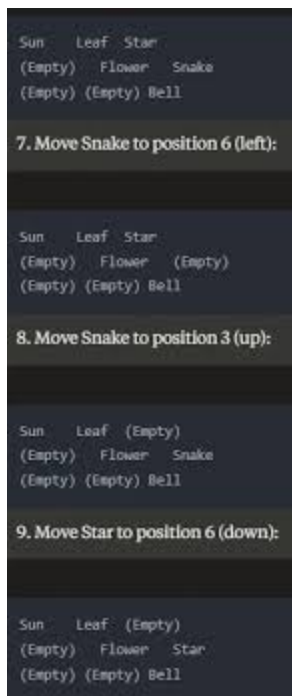 Sun Leaf Star
(Empty) Flower Snake
(Empty) (Empty) Bell
7. Move Snake to position 6 (left):
Sun Leaf Star
(Empty) Flower (Empty)
(Empty) (Empty) Bell
8. Move Snake to position 3 (up):
Sun Leaf (Empty)
(Empty) Flower Snake
(Empty) (Empty) Bell
9. Move Star to position 6 (down):
Sun Leaf (Empty)
(Empty) Flower Star
(Empty) (Empty) Bell